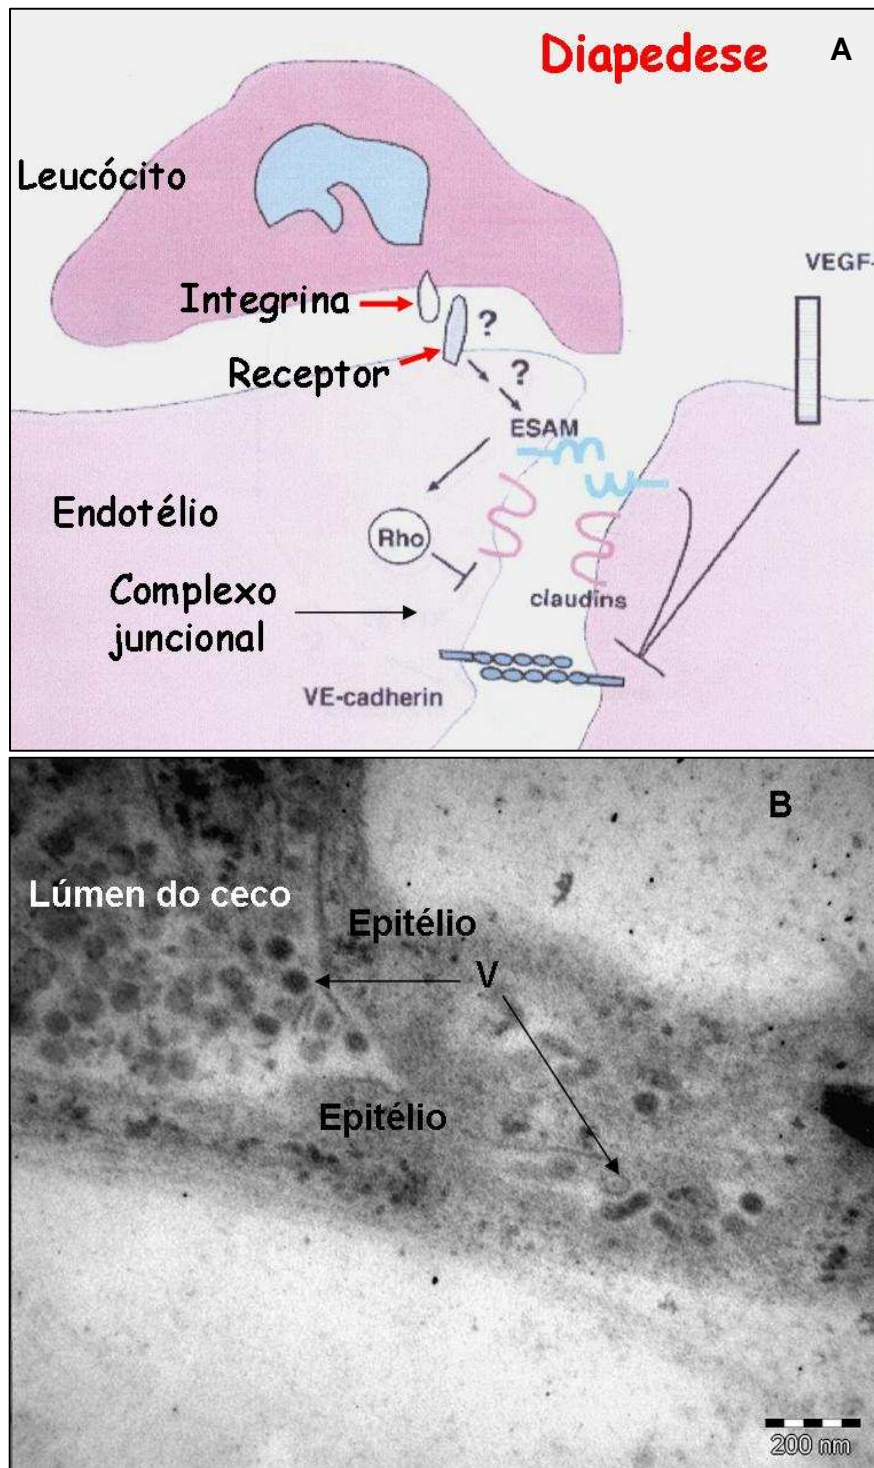 Diapedese
A
Leucócito
VEGF-
Integrina
?
Receptor
?
ESAM
Endotélio
Rho
claudins
Complexo
juncional
VE-cadherin
B
Lúmen do ceco
Epitélio
V
Epitélio
200 nm